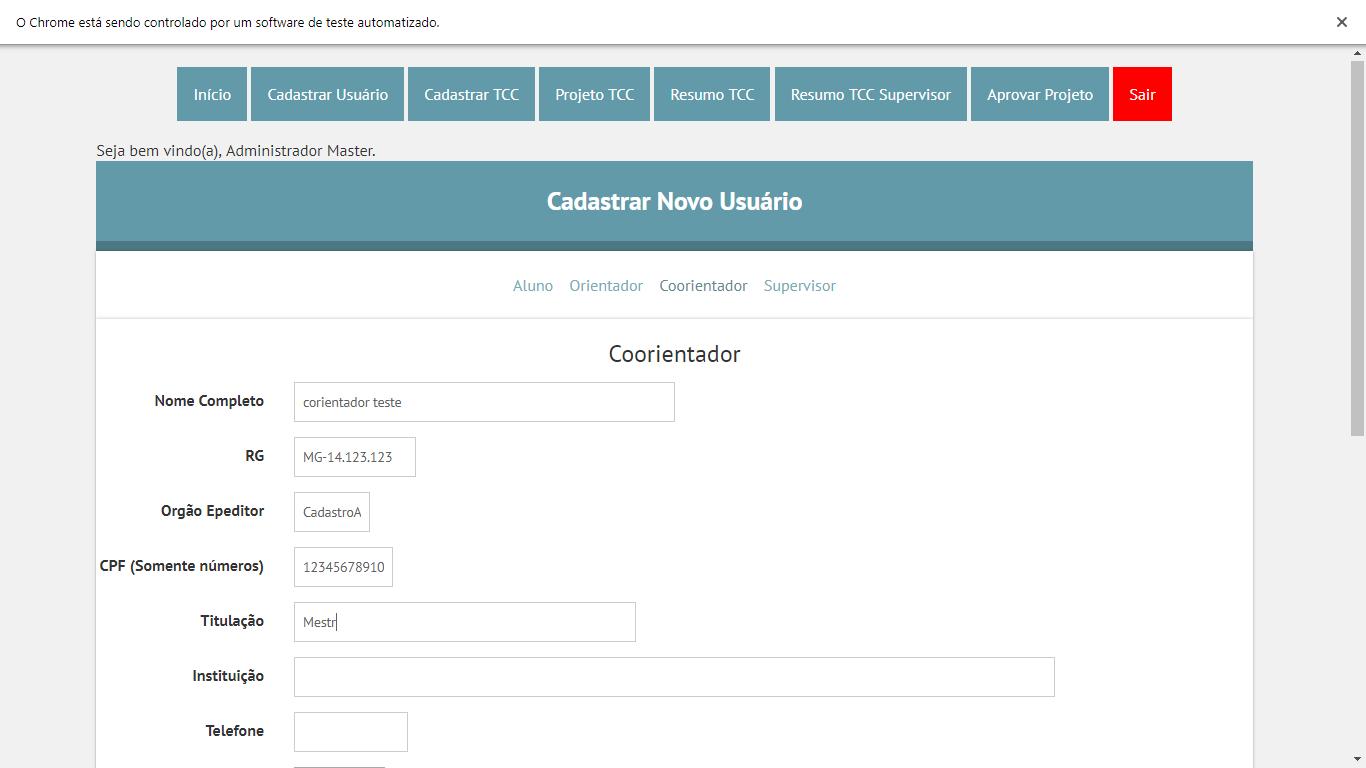 O Chrome está sendo controlado por um software de teste automatizado.
Início Cadastrar Usuário Cadastrar TCC Projeto TCC Resumo TCC Resumo TCC Supervisor Aprovar Projeto Sair
Seja bem vindo(a), Administrador Master.
Cadastrar Novo Usuário
Aluno Orientador Coorientador Supervisor
Coorientador
Nome Completo corientador teste
RG MG-14.123.123
Orgão Epeditor CadastroA
CPF (Somente números) 12345678910
Titulação Mestr
Instituição
Telefone